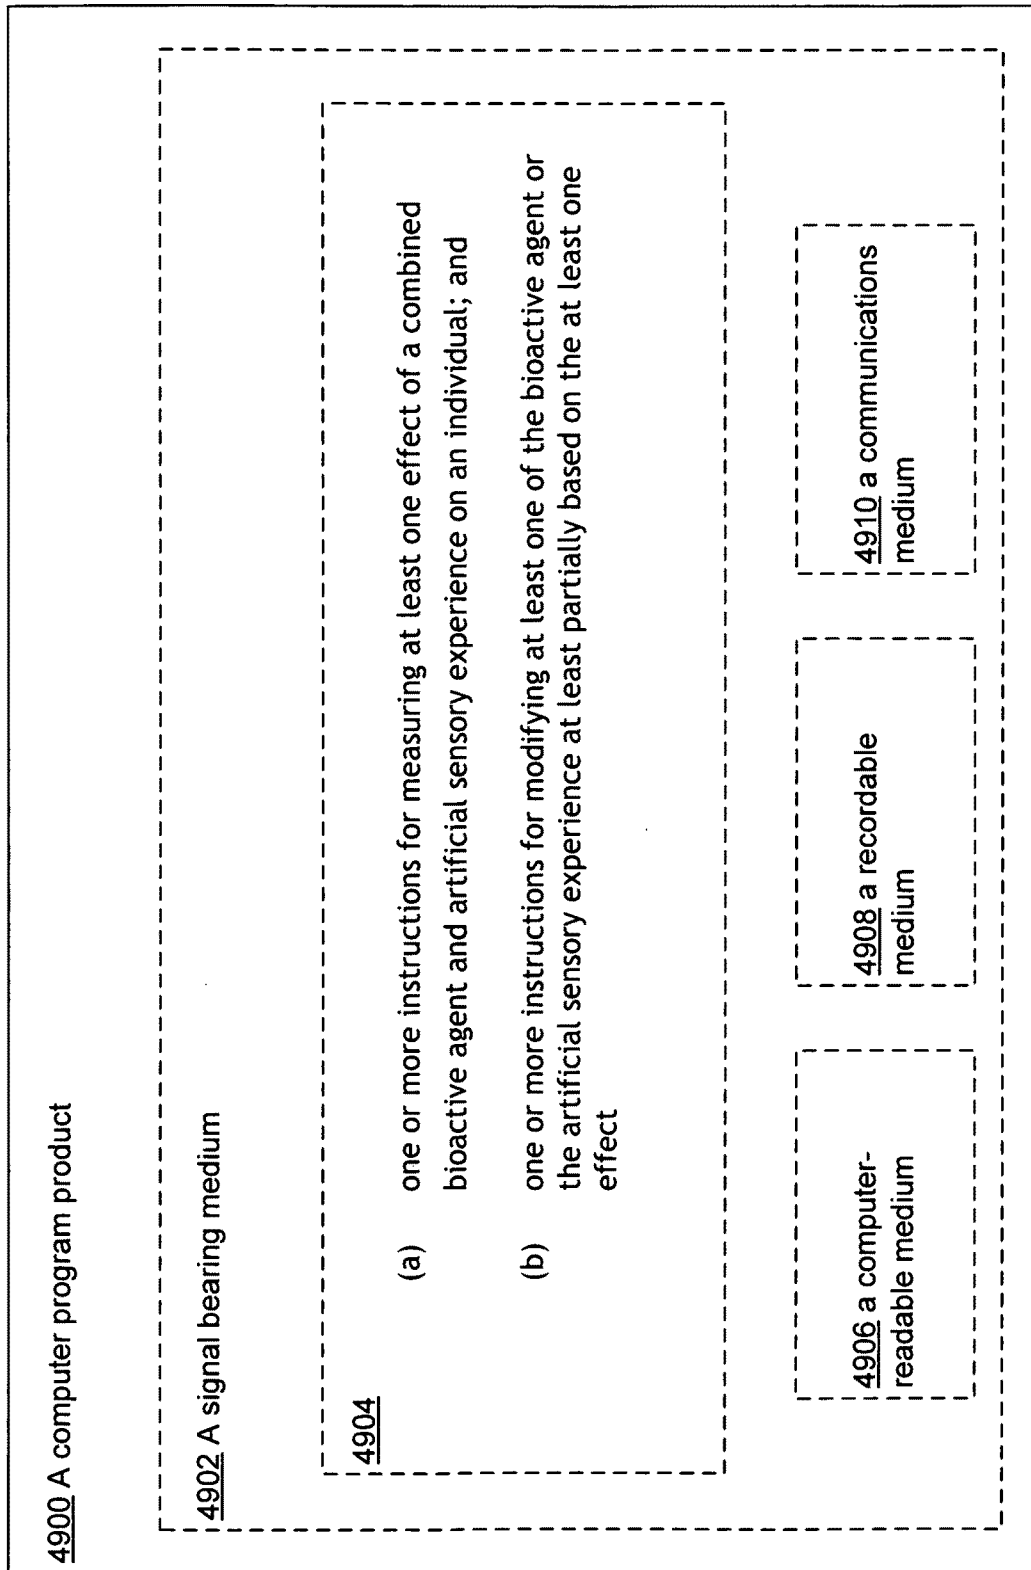 4900 A computer program product
4902 A signal bearing medium
4904
(a) one or more instructions for measuring at least one effect of a combined
bioactive agent and artificial sensory experience on an individual; and
(b) one or more instructions for modifying at least one of the bioactive agent or
the artificial sensory experience at least partially based on the at least one
effect
4906 a computer-
readable medium
4908 a recordable
medium
4910 a communications
medium